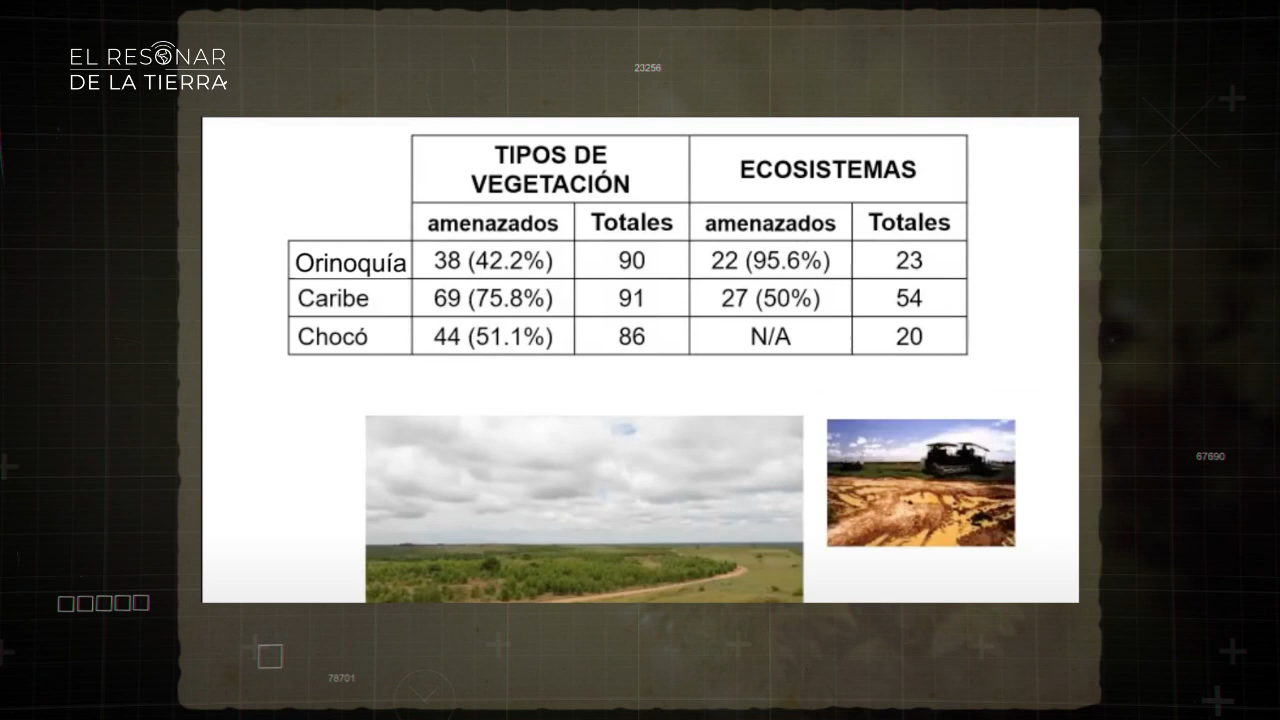 EL RESONAR
DE LA TIERRA
23256
TIPOS DE
VEGETACIÓN
ECOSISTEMAS
amenazados Totales amenazados Totales
Orinoquía 38 (42.2%) 90 22 (95.6%) 23
Caribe 69 (75.8%) 91 27 (50%) 54
Chocó 44 (51.1%) 86 N/A 20
67690
78701